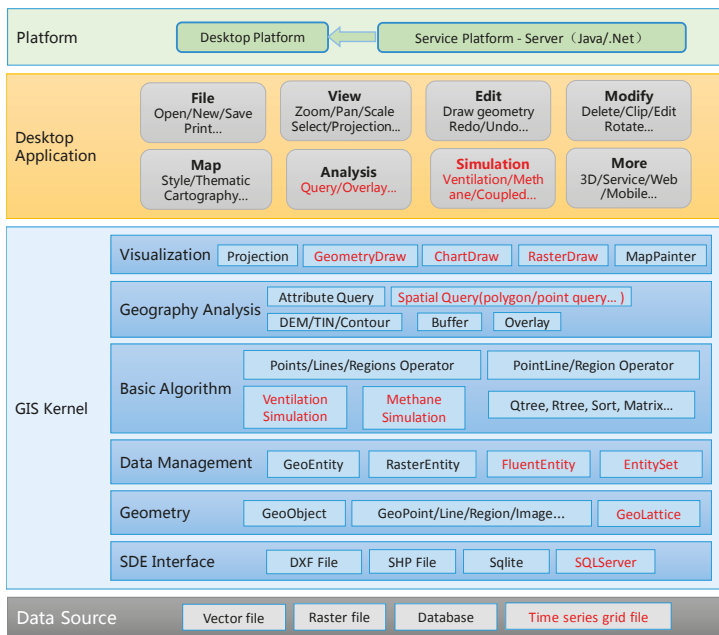 Platform
Desktop Platform
Service Platform - Server（Java/.Net）
Desktop
Application
File
Open/New/Save
Print...
View
Zoom/Pan/Scale
Select/Projection...
Edit
Draw geometry
Redo/Undo...
Modify
Delete/Clip/Edit
Rotate...
Map
Style/Thematic
Cartography...
Analysis
Query/Overlay...
Simulation
Ventilation/Meth
ane/Coupled...
More
3D/Service/Web
/Mobile...
GIS Kernel
Visualization
Projection
GeometryDraw
ChartDraw
RasterDraw
MapPainter
Geography Analysis
Attribute Query
Spatial Query(polygon/point query... )
DEM/TIN/Contour
Buffer
Overlay
Basic Algorithm
Points/Lines/Regions Operator
PointLine/Region Operator
Ventilation
Simulation
Methane
Simulation
Qtree, Rtree, Sort, Matrix...
Data Management
GeoEntity
RasterEntity
FluentEntity
EntitySet
Geometry
GeoObject
GeoPoint/Line/Region/Image...
GeoLattice
SDE Interface
DXF File
SHP File
Sqlite
SQLServer
Data Source
Vector file
Raster file
Database
Time series grid file